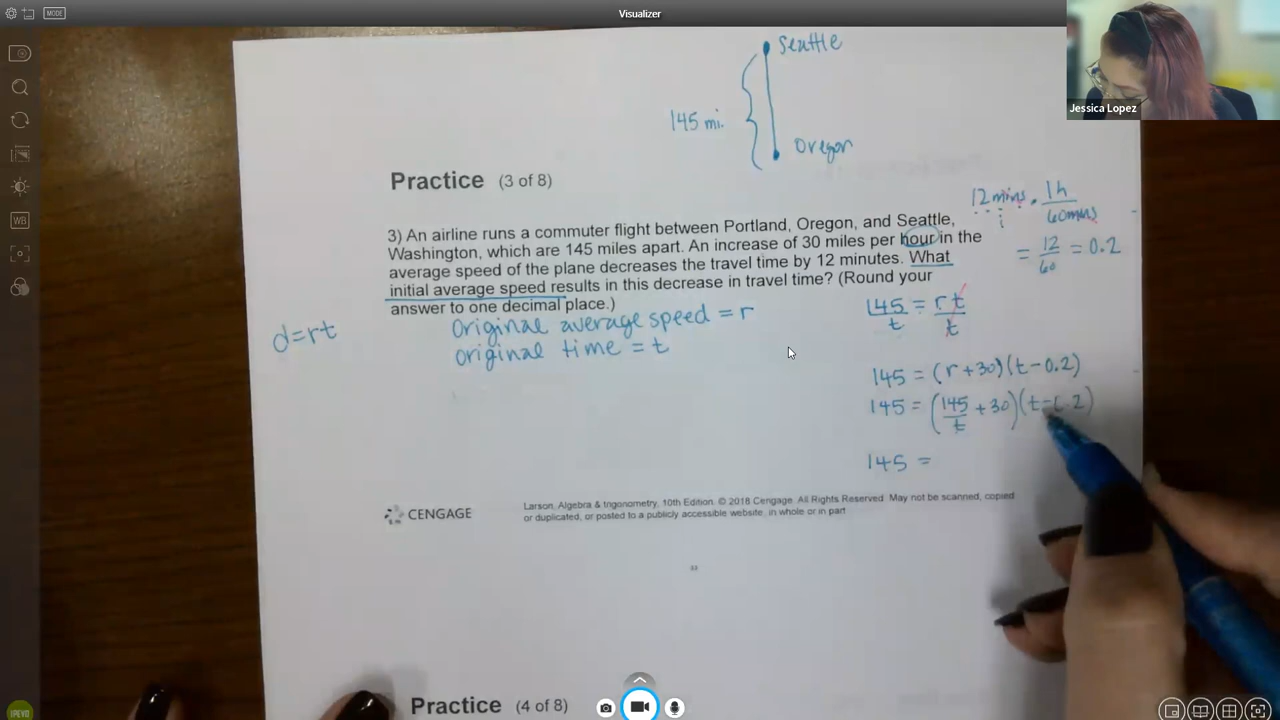 MODE
Visualizer
WB
IPEVO
Jessica Lopez
Seattle
145 mi.
Oregon
Practice (3 of 8)
12 mins · 1h
60mins
= 12 = 0.2
60
3) An airline runs a commuter flight between Portland, Oregon, and Seattle,
Washington, which are 145 miles apart. An increase of 30 miles per hour in the
average speed of the plane decreases the travel time by 12 minutes. What
initial average speed results in this decrease in travel time? (Round your
answer to one decimal place.)
d=rt
original average speed = r
original time = t
145 = rt
t t
145 = (r+30)(t-0.2)
145 = (145 +30)(t-0.2)
t
145 =
CENGAGE
Larson, Algebra & trigonometry, 10th Edition. © 2018 Cengage. All Rights Reserved. May not be scanned, copied
or duplicated, or posted to a publicly accessible website, in whole or in part
Practice (4 of 8)